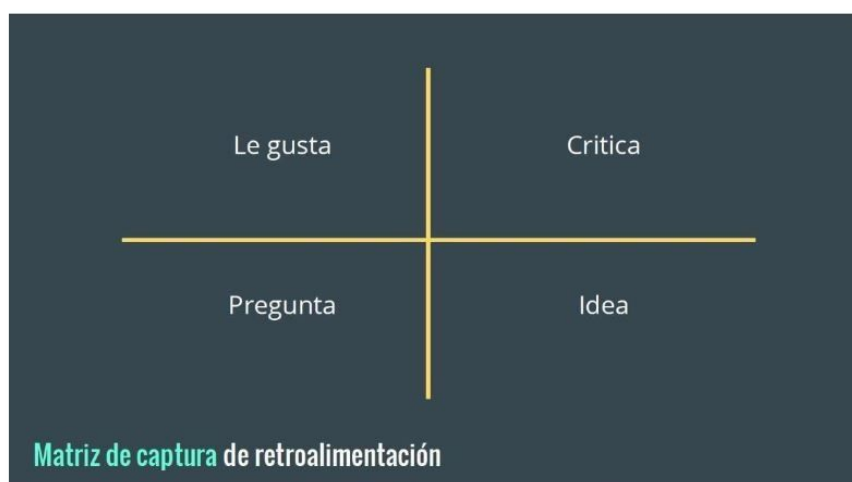 Le gusta
Critica
Pregunta
Idea
Matriz de captura de retroalimentación